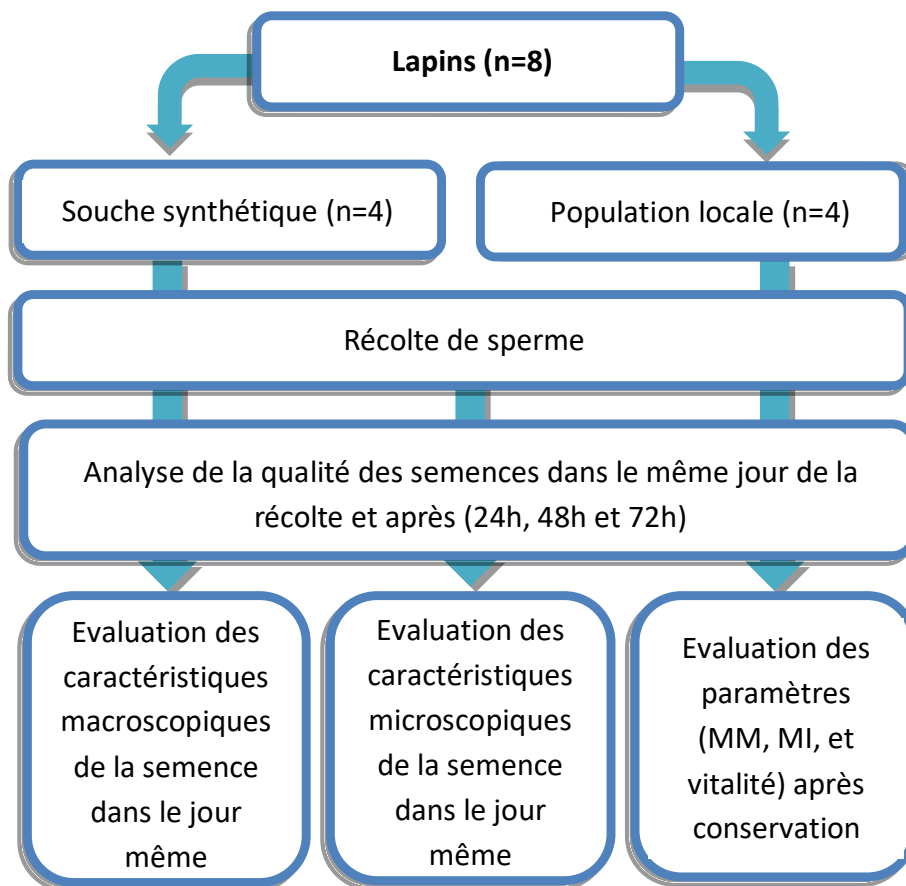 Lapins (n=8)
Souche synthétique (n=4)
Population locale (n=4)
Récolte de sperme
Analyse de la qualité des semences dans le même jour de la
récolte et après (24h, 48h et 72h)
Evaluation des
caractéristiques
macroscopiques
de la semence
dans le jour
même
Evaluation des
caractéristiques
microscopiques
de la semence
dans le jour
même
Evaluation des
paramètres
(MM, MI, et
vitalité) après
conservation